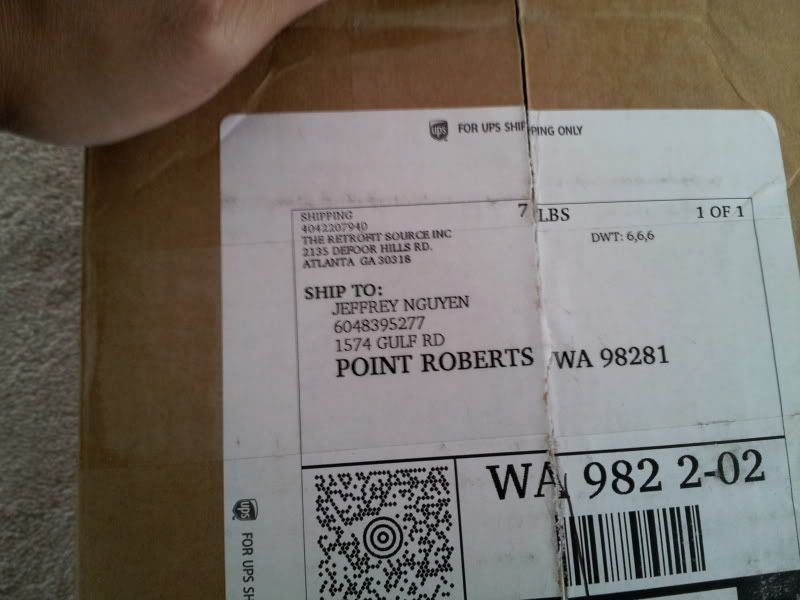 ups FOR UPS SHIPPING ONLY
SHIPPING
4042207940
THE RETROFIT SOURCE INC
2135 DEFOOR HILLS RD.
ATLANTA GA 30318
7 LBS
1 OF 1
DWT: 6,6,6
SHIP TO:
JEFFREY NGUYEN
6048395277
1574 GULF RD
POINT ROBERTS WA 98281
WA 982 2-02
ups FOR UPS SH